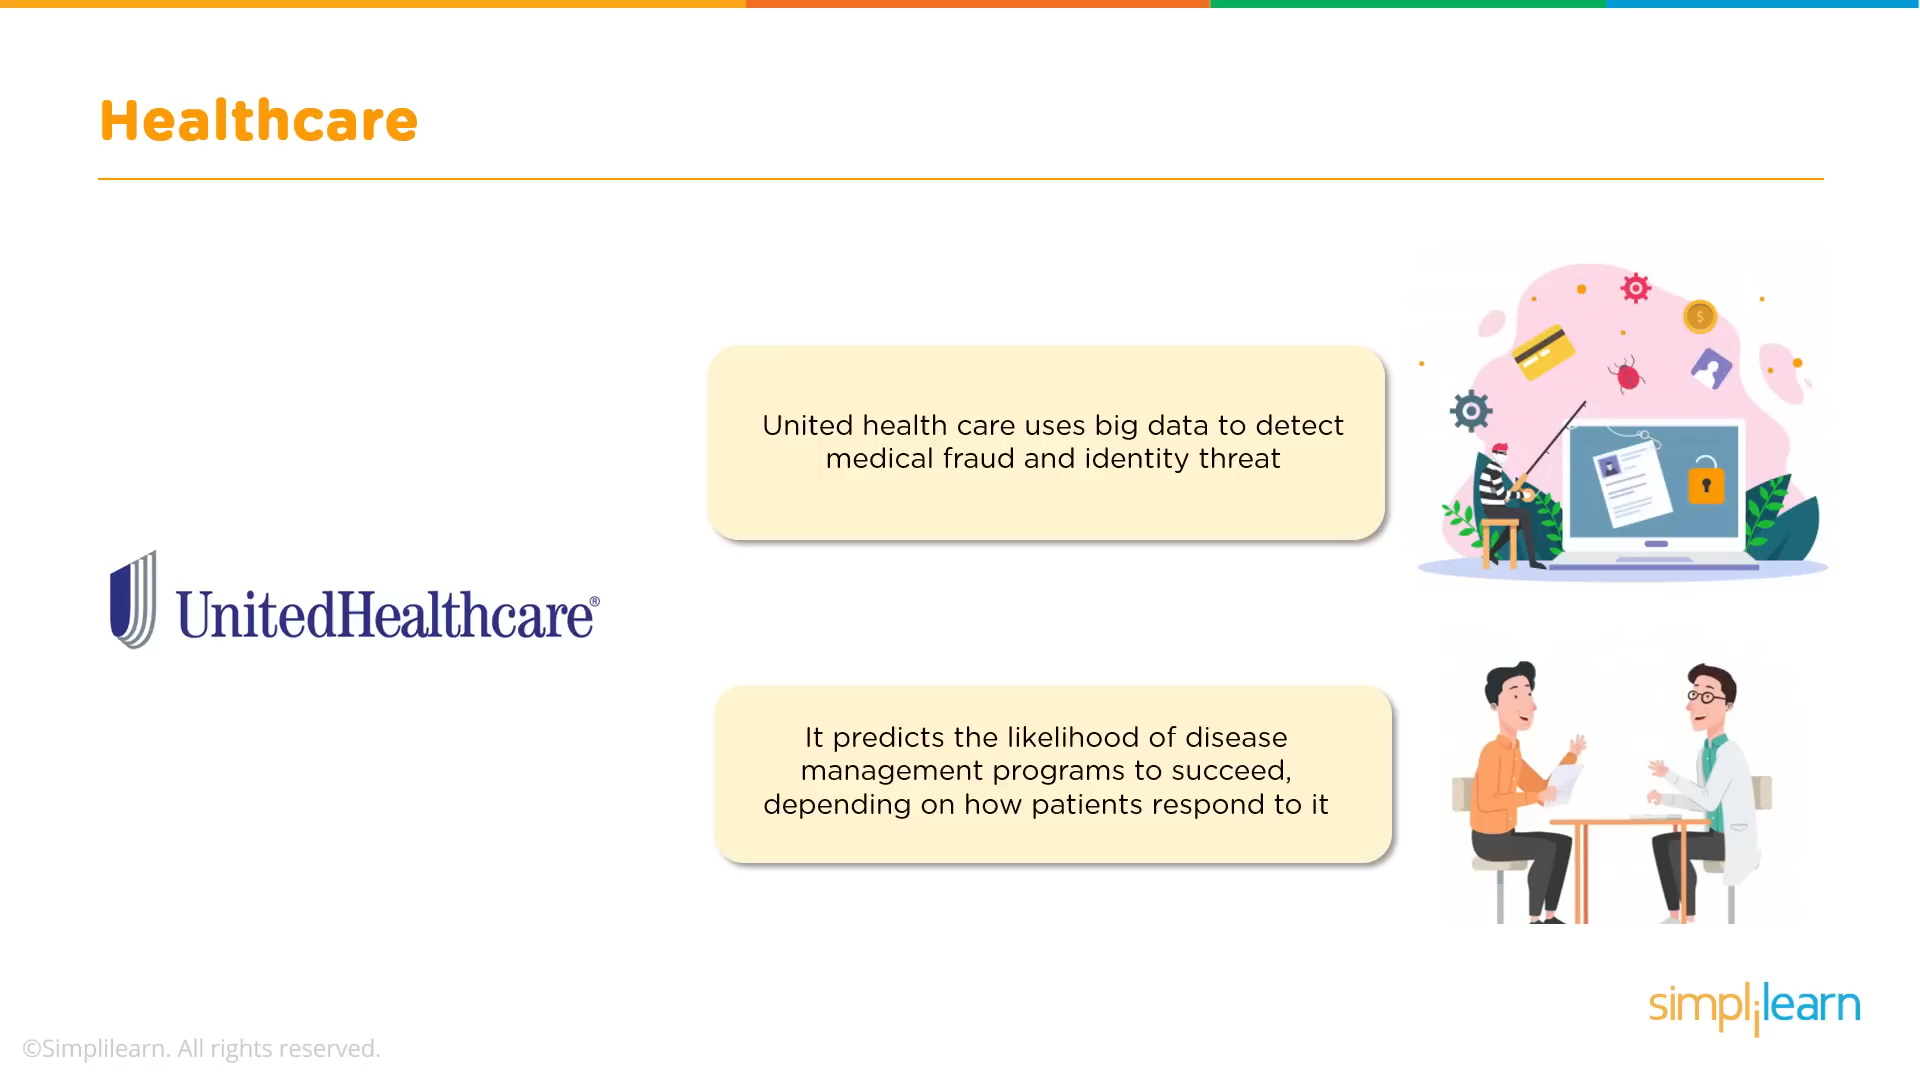 Healthcare
United health care uses big data to detect
medical fraud and identity threat
UnitedHealthcare®
It predicts the likelihood of disease
management programs to succeed,
depending on how patients respond to it
simplilearn
©Simplilearn. All rights reserved.